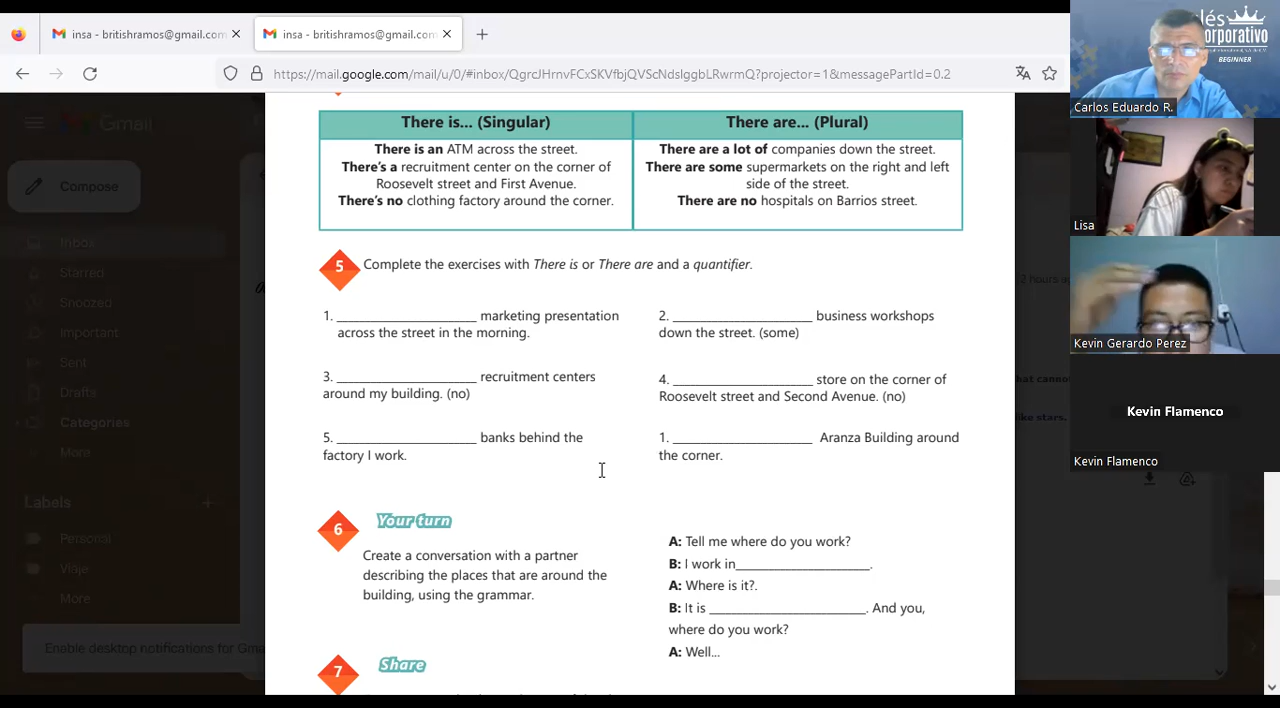 insa - britishramos@gmail.com
insa - britishramos@gmail.com
https://mail.google.com/mail/u/0/#inbox/QgrcJHrnvFCxSKVfbjQVScNdsIggbLRwrmQ?projector=1&messagePartId=0.2
lés
orporativo
BEGINNER
Carlos Eduardo R.
Lisa
Kevin Gerardo Perez
Kevin Flamenco
Kevin Flamenco
Gmail
Compose
Inbox
Starred
Snoozed
Important
Sent
Drafts
Categories
More
Labels
Personal
Viaje
More
Enable desktop notifications for Gma
hours ago
hat cannot
like stars.
There is... (Singular)
There are... (Plural)
There is an ATM across the street.
There's a recruitment center on the corner of
Roosevelt street and First Avenue.
There's no clothing factory around the corner.
There are a lot of companies down the street.
There are some supermarkets on the right and left
side of the street.
There are no hospitals on Barrios street.
5 Complete the exercises with There is or There are and a quantifier.
1. ____________________ marketing presentation
across the street in the morning.
2. ____________________ business workshops
down the street. (some)
3. ____________________ recruitment centers
around my building. (no)
4. ____________________ store on the corner of
Roosevelt street and Second Avenue. (no)
5. ____________________ banks behind the
factory I work.
1. ____________________ Aranza Building around
the corner.
6 Your turn
Create a conversation with a partner
describing the places that are around the
building, using the grammar.
A: Tell me where do you work?
B: I work in___________________.
A: Where is it?.
B: It is ______________________. And you,
where do you work?
A: Well...
7 Share